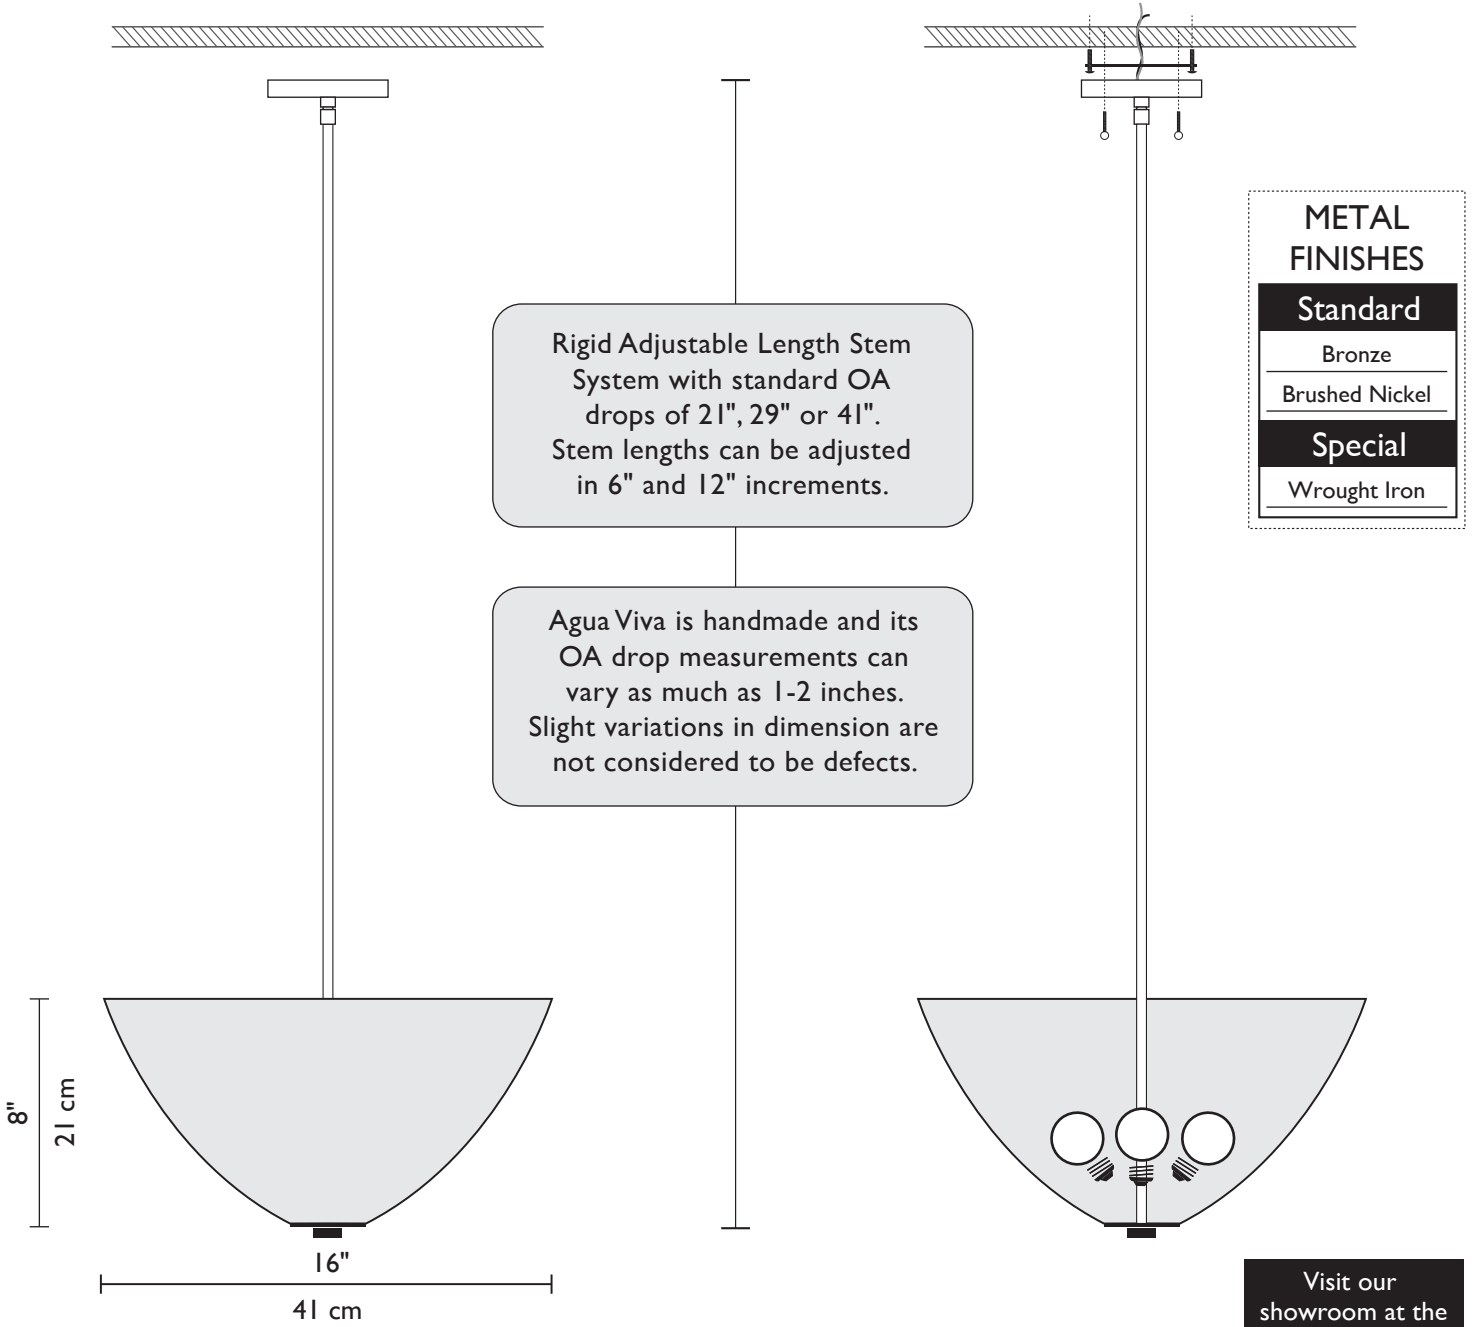 METAL
FINISHES
Standard
Bronze
Brushed Nickel
Special
Wrought Iron
Rigid Adjustable Length Stem
System with standard OA
drops of 21", 29" or 41".
Stem lengths can be adjusted
in 6" and 12" increments.
Agua Viva is handmade and its
OA drop measurements can
vary as much as 1-2 inches.
Slight variations in dimension are
not considered to be defects.
8"
21 cm
16"
41 cm
Visit our
showroom at the